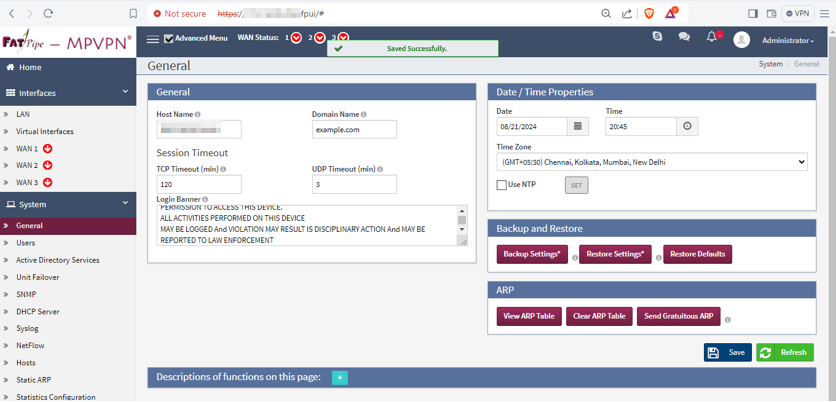 Not secure
https://
fpui/#
VPN
FATPipe — MPVPN®
Advanced Menu
WAN Status: 1 2 3
Saved Successfully.
Administrator
General
System / General
Home
Interfaces
LAN
Virtual Interfaces
WAN 1
WAN 2
WAN 3
System
General
Users
Active Directory Services
Unit Failover
SNMP
DHCP Server
Syslog
NetFlow
Hosts
Static ARP
Statistics Configuration
General
Host Name
Domain Name
example.com
Session Timeout
TCP Timeout (min)
UDP Timeout (min)
120
3
Login Banner
PERMISSION TO ACCESS THIS DEVICE.
ALL ACTIVITIES PERFORMED ON THIS DEVICE
MAY BE LOGGED And VIOLATION MAY RESULT IS DISCIPLINARY ACTION And MAY BE
REPORTED TO LAW ENFORCEMENT
Date / Time Properties
Date
Time
08/21/2024
20:45
Time Zone
(GMT+05:30) Chennai, Kolkata, Mumbai, New Delhi
Use NTP
SET
Backup and Restore
Backup Settings*
Restore Settings*
Restore Defaults
ARP
View ARP Table
Clear ARP Table
Send Gratuitous ARP
Save
Refresh
Descriptions of functions on this page: +